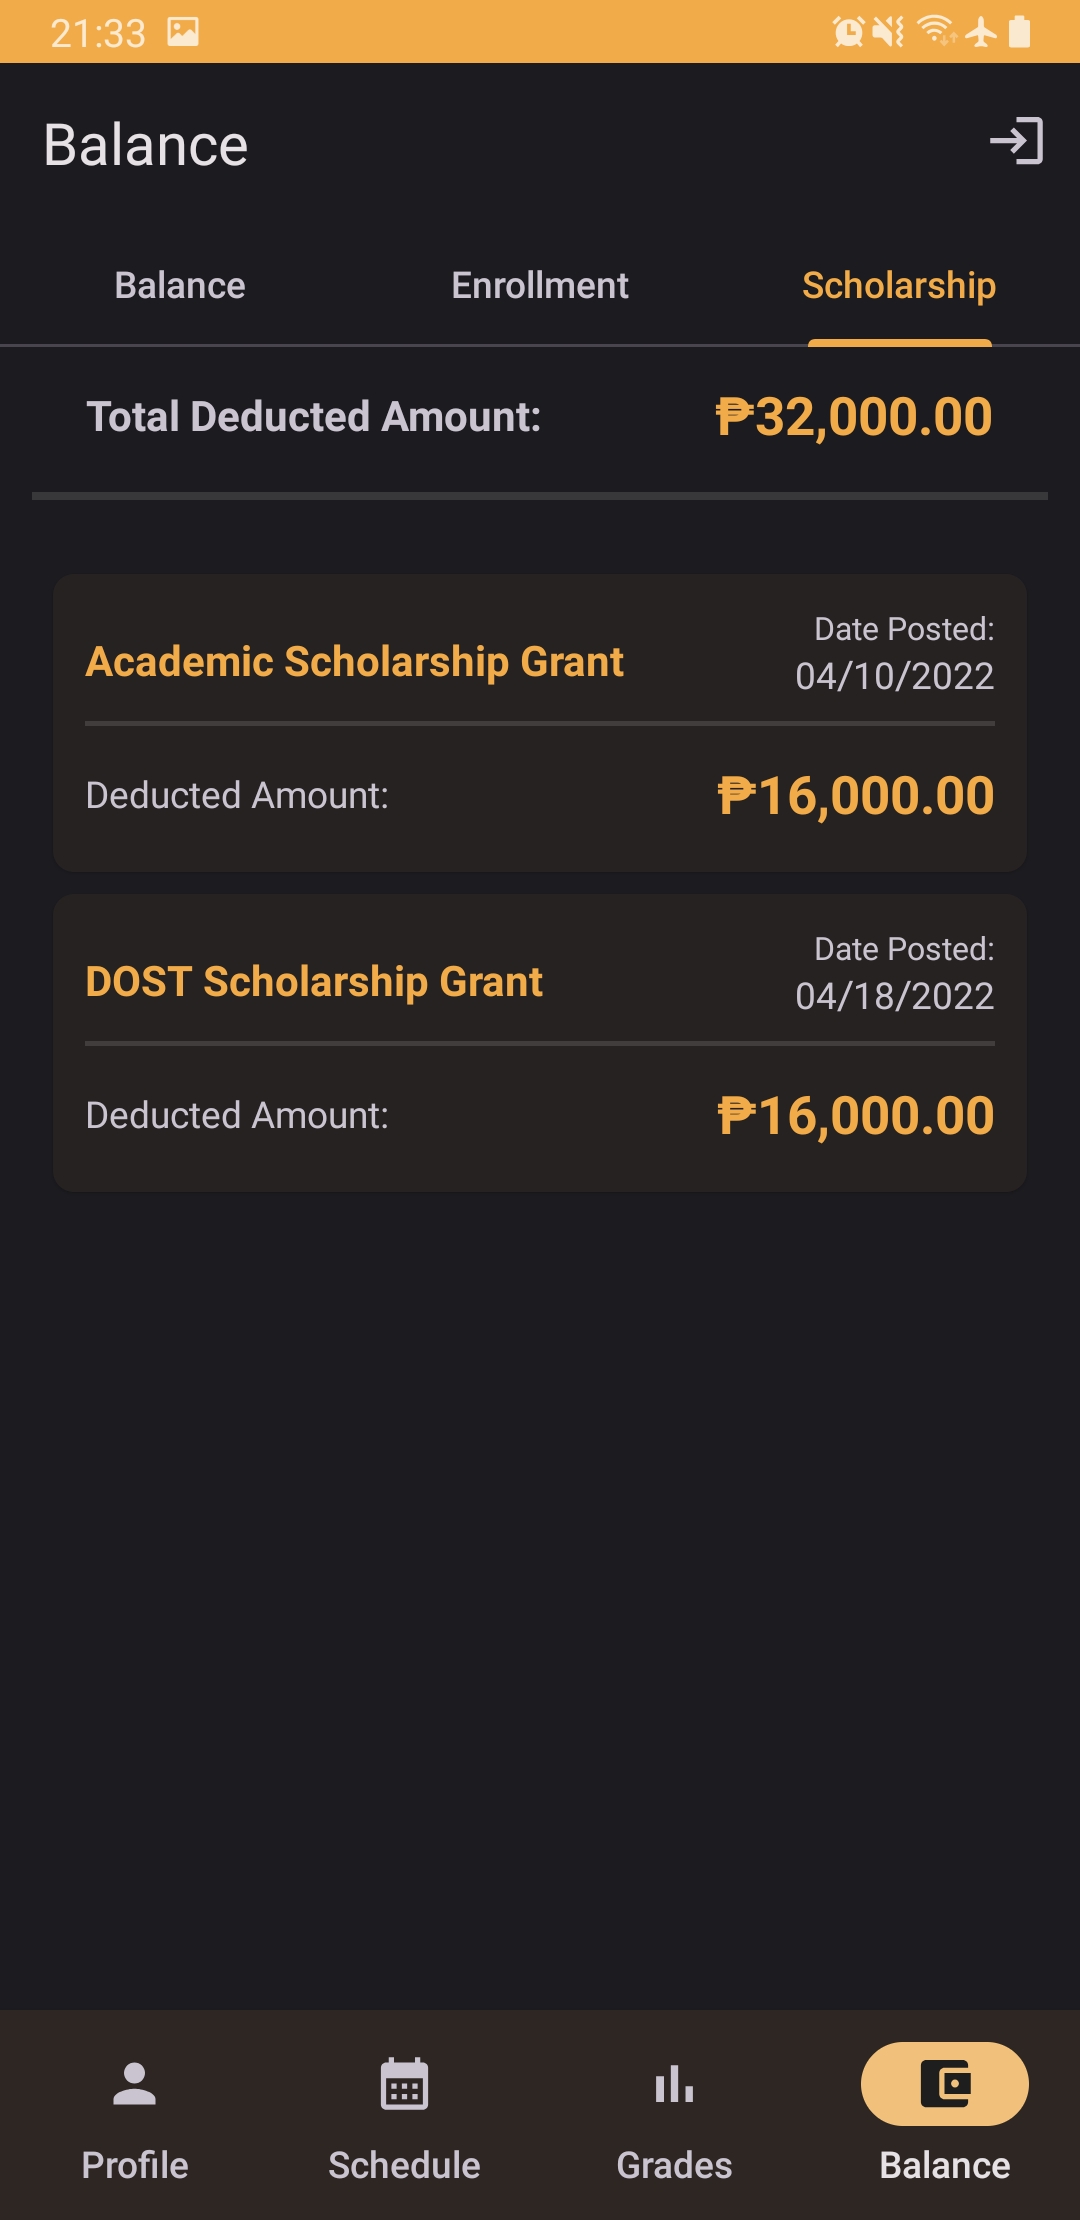 21:33
Balance
Balance Enrollment Scholarship
Total Deducted Amount: ₱32,000.00
Date Posted:
Academic Scholarship Grant 04/10/2022
Deducted Amount: ₱16,000.00
Date Posted:
DOST Scholarship Grant 04/18/2022
Deducted Amount: ₱16,000.00
Profile Schedule Grades Balance